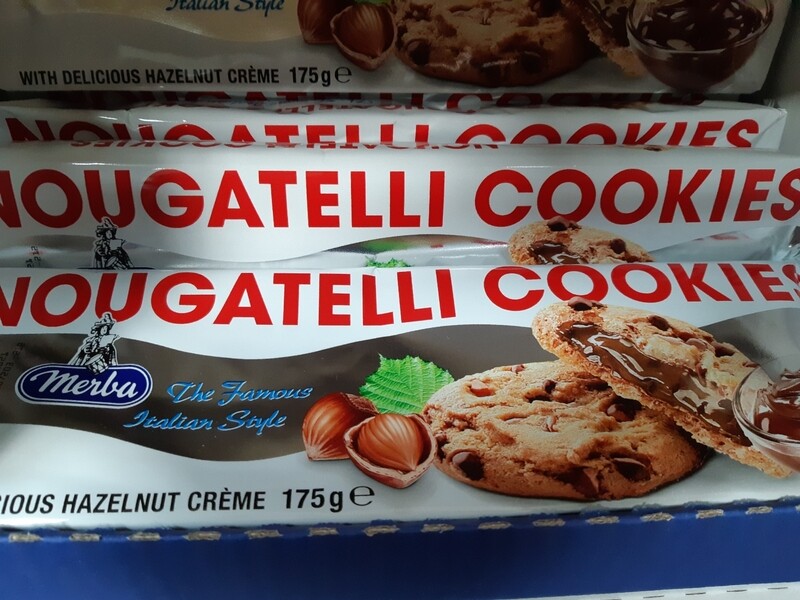 Italian Style
WITH DELICIOUS HAZELNUT CRÈME 175g℮
NOUGATELLI COOKIES
NOUGATELLI COOKIES
NOUGATELLI COOKIES
Merba
The Famous
Italian Style
CIOUS HAZELNUT CRÈME 175g℮